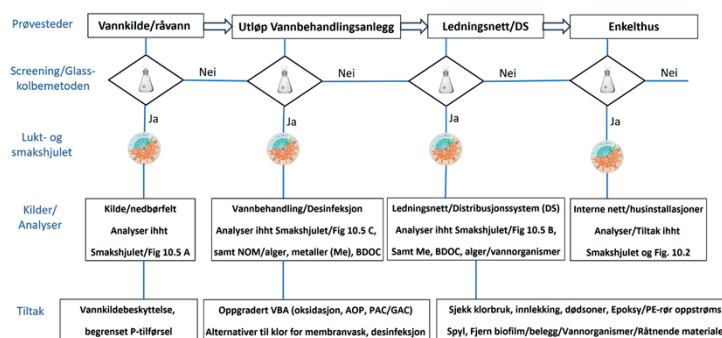 Prøvesteder
Vannkilde/råvann
Utløp Vannbehandlingsanlegg
Ledningsnett/DS
Enkelthus
Screening/Glass-
kolbemetoden
Nei
Nei
Nei
Nei
Ja
Ja
Ja
Ja
Lukt- og
smakshjulet
Kilder/
Analyser
Kilde/nedbørfelt
Analyser ihht
Smakshjulet/Fig 10.5 A
Vannbehandling/Desinfeksjon
Analyser ihht Smakshjulet/Fig 10.5 C,
samt NOM/alger, metaller (Me), BDOC
Ledningsnett/Distribusjonssystem (DS)
Analyser ihht Smakshjulet/Fig 10.5 B,
Samt Me, BDOC, alger/vannorganismer
Interne nett/husinstallasjoner
Analyser/Tiltak ihht
Smakshjulet og Fig. 10.2
Tiltak
Vannkildebeskyttelse,
begrenset P-tilførsel
Oppgradert VBA (oksidasjon, AOP, PAC/GAC)
Alternativer til klor for membranvask, desinfeksjon
Sjekk klorbruk, innlekking, dødsoner, Epoksy/PE-rør oppstrøms
Spyl, Fjern biofilm/belegg/Vannorganismer/Råtnende materiale